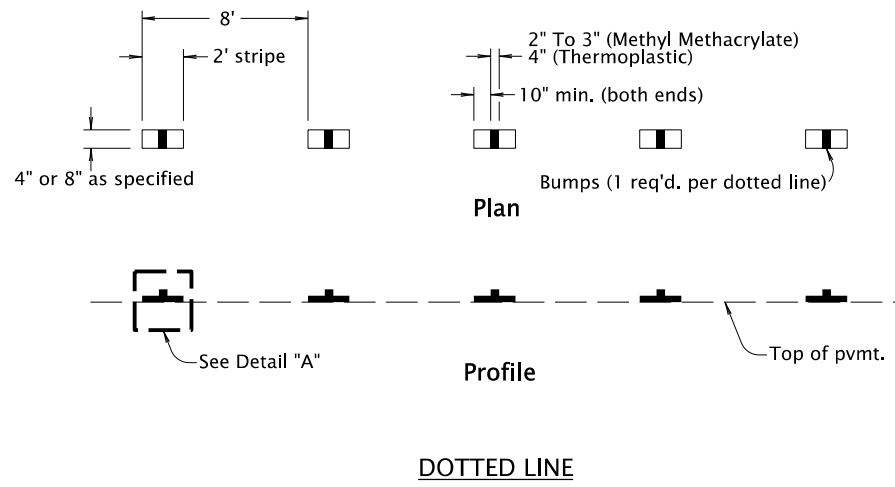 8'
2' stripe
2" To 3" (Methyl Methacrylate)
4" (Thermoplastic)
10" min. (both ends)
4" or 8" as specified
Bumps (1 req'd. per dotted line)
Plan
See Detail "A"
Top of pvmt.
Profile
DOTTED LINE